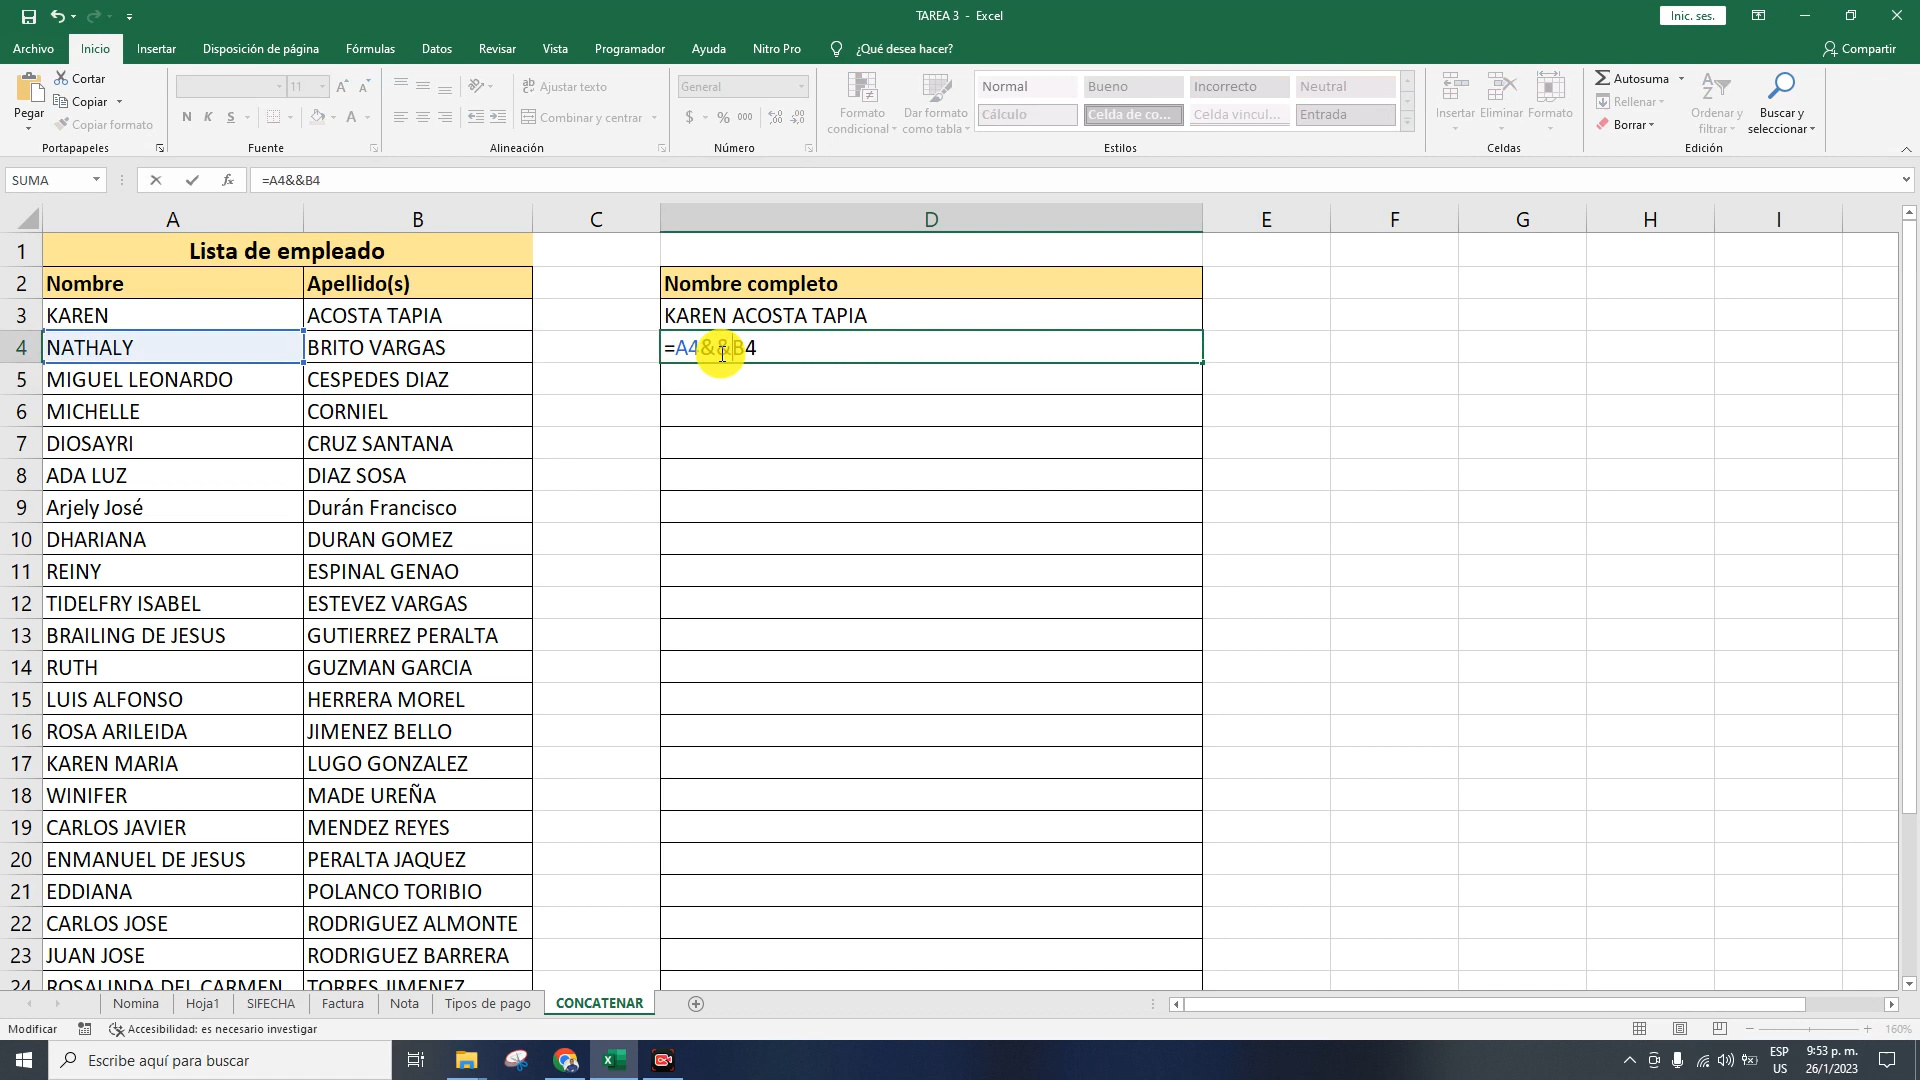 TAREA 3 - Excel
Inic. ses.
Archivo Inicio Insertar Disposición de página Fórmulas Datos Revisar Vista Programador Ayuda Nitro Pro ¿Qué desea hacer? Compartir
Pegar
Cortar
Copiar
Copiar formato
Portapapeles
11
N K S
Fuente
Ajustar texto
Combinar y centrar
Alineación
General
$ % 000
Número
Formato condicional
Dar formato como tabla
Normal Bueno Incorrecto Neutral
Cálculo Celda de co... Celda vincul... Entrada
Estilos
Insertar Eliminar Formato
Celdas
Autosuma
Rellenar
Borrar
Ordenar y filtrar
Buscar y seleccionar
Edición
SUMA fx =A4&&B4
A B C D E F G H I
1 Lista de empleado
2 Nombre Apellido(s) Nombre completo
3 KAREN ACOSTA TAPIA KAREN ACOSTA TAPIA
4 NATHALY BRITO VARGAS =A4&&B4
5 MIGUEL LEONARDO CESPEDES DIAZ
6 MICHELLE CORNIEL
7 DIOSAYRI CRUZ SANTANA
8 ADA LUZ DIAZ SOSA
9 Arjely José Durán Francisco
10 DHARIANA DURAN GOMEZ
11 REINY ESPINAL GENAO
12 TIDELFRY ISABEL ESTEVEZ VARGAS
13 BRAILING DE JESUS GUTIERREZ PERALTA
14 RUTH GUZMAN GARCIA
15 LUIS ALFONSO HERRERA MOREL
16 ROSA ARILEIDA JIMENEZ BELLO
17 KAREN MARIA LUGO GONZALEZ
18 WINIFER MADE UREÑA
19 CARLOS JAVIER MENDEZ REYES
20 ENMANUEL DE JESUS PERALTA JAQUEZ
21 EDDIANA POLANCO TORIBIO
22 CARLOS JOSE RODRIGUEZ ALMONTE
23 JUAN JOSE RODRIGUEZ BARRERA
24 ROSALINDA DEL CARMEN TORRES JIMENEZ
Nomina Hoja1 SIFECHA Factura Nota Tipos de pago CONCATENAR
Modificar Accesibilidad: es necesario investigar 160%
Escribe aquí para buscar
ESP
US
9:53 p. m.
26/1/2023